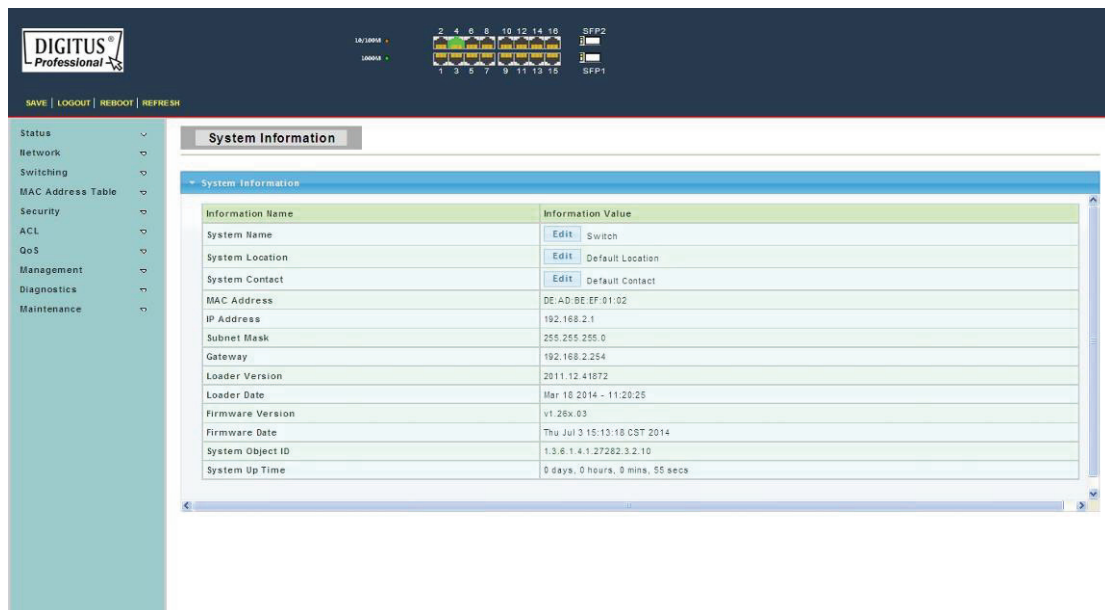 DIGITUS®
Professional
10/100M
1000M
2 4 6 8 10 12 14 16 SFP2
1 3 5 7 9 11 13 15 SFP1
SAVE | LOGOUT | REBOOT | REFRESH
Status
Network
Switching
MAC Address Table
Security
ACL
QoS
Management
Diagnostics
Maintenance
System Information
System Information
Information Name Information Value
System Name Edit Switch
System Location Edit Default Location
System Contact Edit Default Contact
MAC Address DE:AD:BE:EF:01:02
IP Address 192.168.2.1
Subnet Mask 255.255.255.0
Gateway 192.168.2.254
Loader Version 2011.12.41872
Loader Date Mar 18 2014 - 11:20:25
Firmware Version
Firmware Date Thu Jul 3 15:13:18 CST 2014
System Object ID 1.3.6.1.4.1.27282.3.2.10
System Up Time 0 days, 0 hours, 0 mins, 55 secs